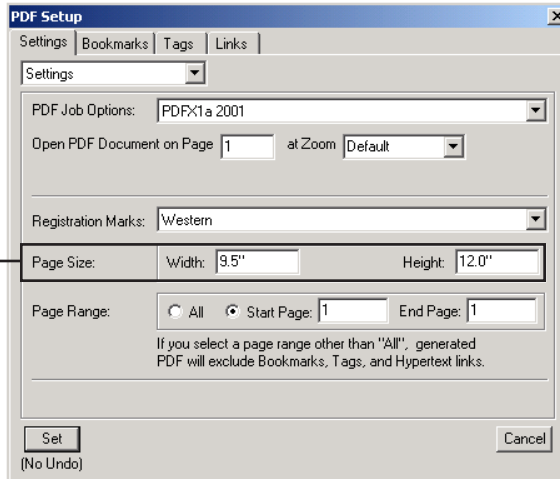 PDF Setup
Settings Bookmarks Tags Links
Settings
PDF Job Options: PDFX1a 2001
Open PDF Document on Page 1 at Zoom Default
Registration Marks: Western
Page Size: Width: 9.5" Height: 12.0"
Page Range: All Start Page: 1 End Page: 1
If you select a page range other than "All", generated
PDF will exclude Bookmarks, Tags, and Hypertext links.
Set Cancel
(No Undo)